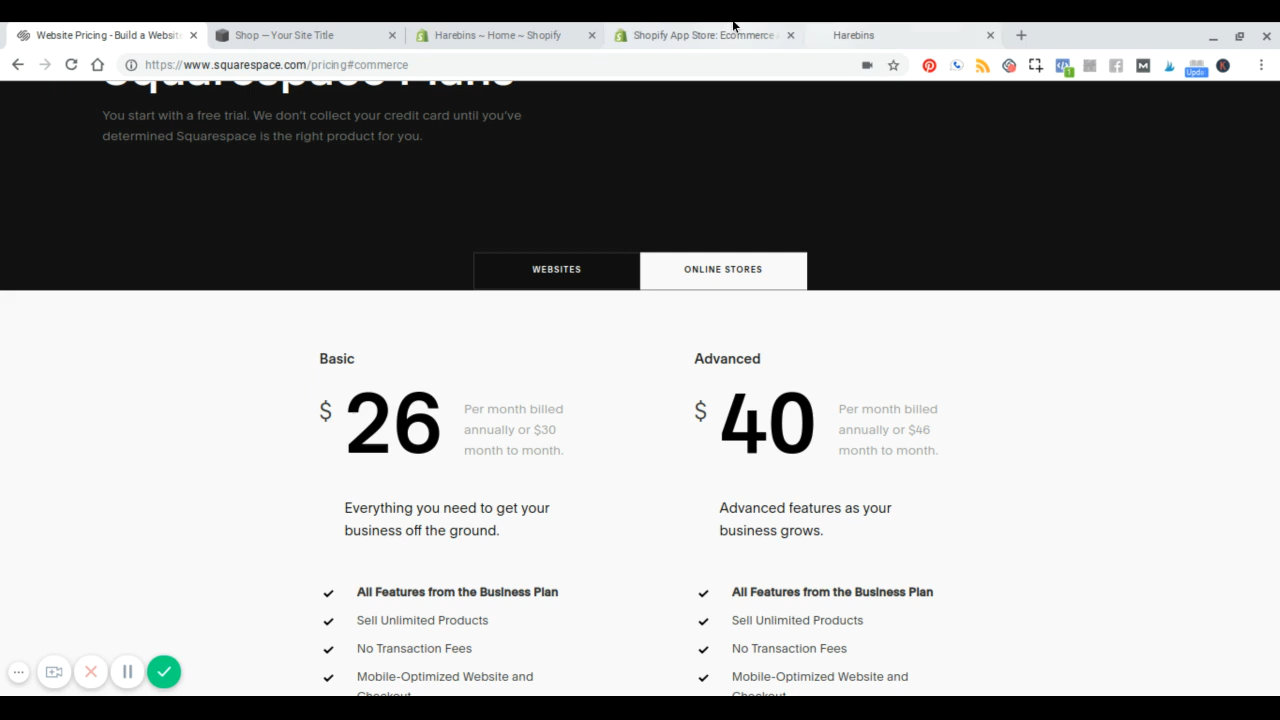 Website Pricing - Build a Websit
Shop — Your Site Title
Harebins ~ Home ~ Shopify
Shopify App Store: Ecommerce
Harebins
https://www.squarespace.com/pricing#commerce
1
Upda
K
Squarespace Plans
You start with a free trial. We don't collect your credit card until you've
determined Squarespace is the right product for you.
WEBSITES
ONLINE STORES
Basic
$ 26
Per month billed
annually or $30
month to month.
Everything you need to get your
business off the ground.
All Features from the Business Plan
Sell Unlimited Products
No Transaction Fees
Mobile-Optimized Website and
Checkout
Advanced
$ 40
Per month billed
annually or $46
month to month.
Advanced features as your
business grows.
All Features from the Business Plan
Sell Unlimited Products
No Transaction Fees
Mobile-Optimized Website and
Checkout